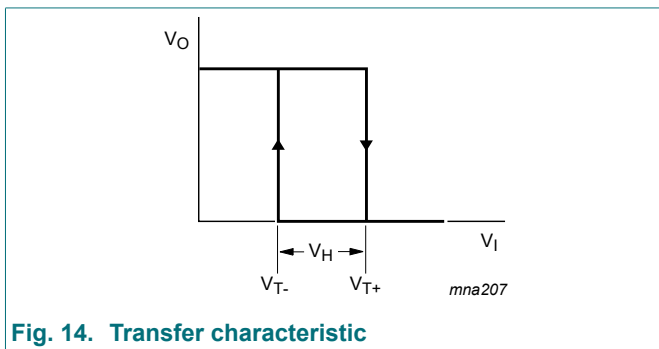 VO
VI
VH
VT-
VT+
mna207
Fig. 14. Transfer characteristic